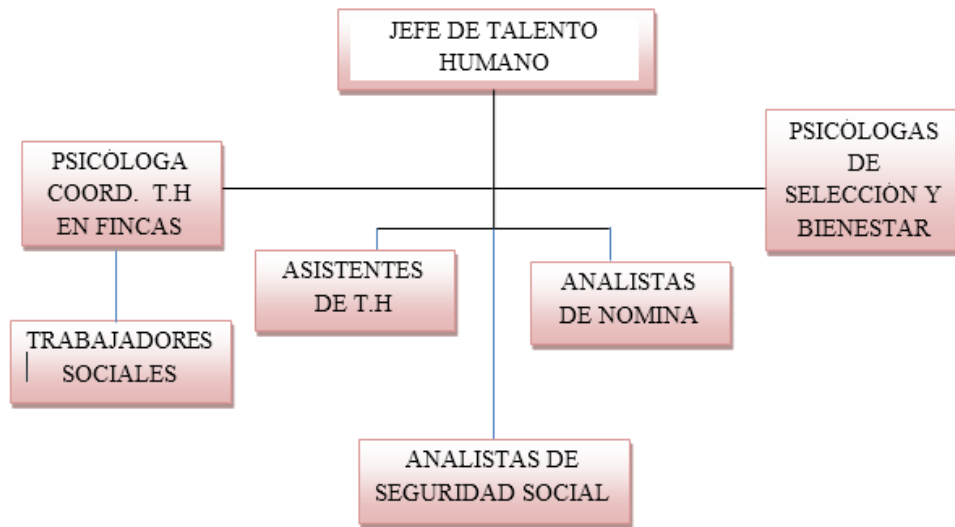 JEFE DE TALENTO
HUMANO
PSICÓLOGA
COORD. T.H
EN FINCAS
PSICÓLOGAS
DE
SELECCIÓN Y
BIENESTAR
ASISTENTES
DE T.H
ANALISTAS
DE NOMINA
TRABAJADORES
SOCIALES
ANALISTAS DE
SEGURIDAD SOCIAL